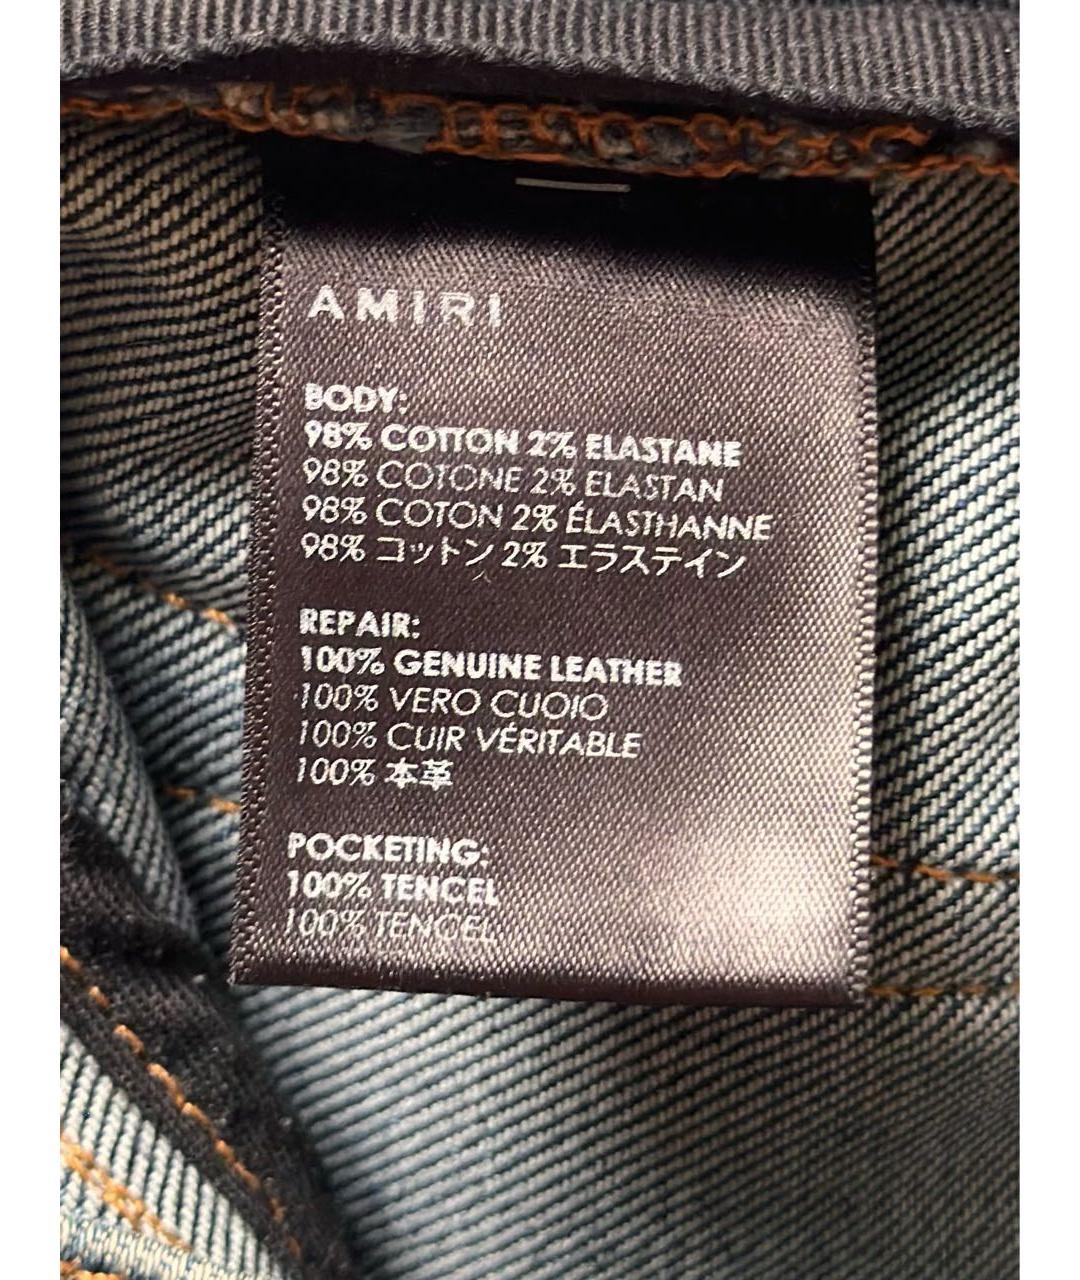 AMIRI
BODY:
98% COTTON 2% ELASTANE
98% COTONE 2% ELASTAN
98% COTON 2% ÉLASTHANNE
98% コットン 2% エラステイン
REPAIR:
100% GENUINE LEATHER
100% VERO CUOIO
100% CUIR VÉRITABLE
100% 本革
POCKETING:
100% TENCEL
100% TENCEL